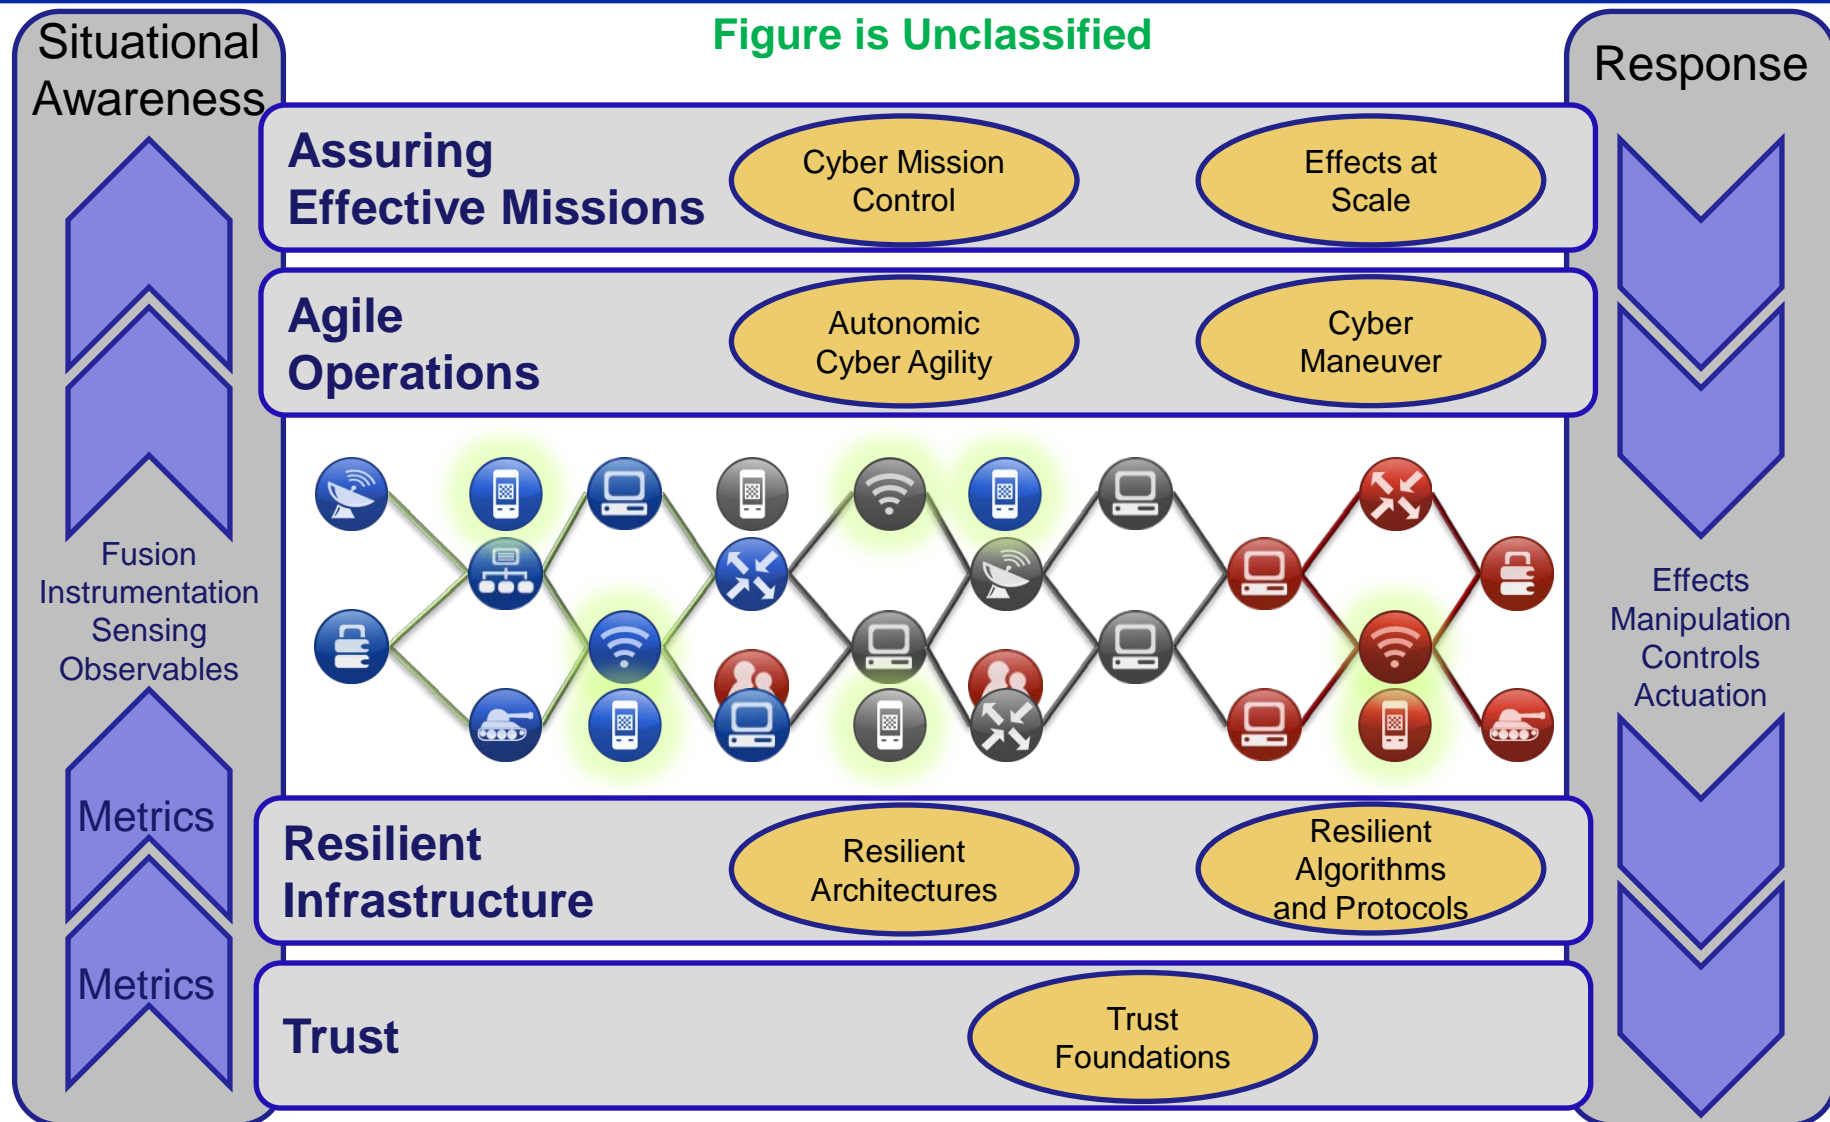 Figure is Unclassified
Situational
Awareness
Response
Assuring
Effective Missions
Cyber Mission
Control
Effects at
Scale
Agile
Operations
Autonomic
Cyber Agility
Cyber
Maneuver
Fusion
Instrumentation
Sensing
Observables
Effects
Manipulation
Controls
Actuation
Metrics
Resilient
Infrastructure
Resilient
Architectures
Resilient
Algorithms
and Protocols
Metrics
Trust
Trust
Foundations